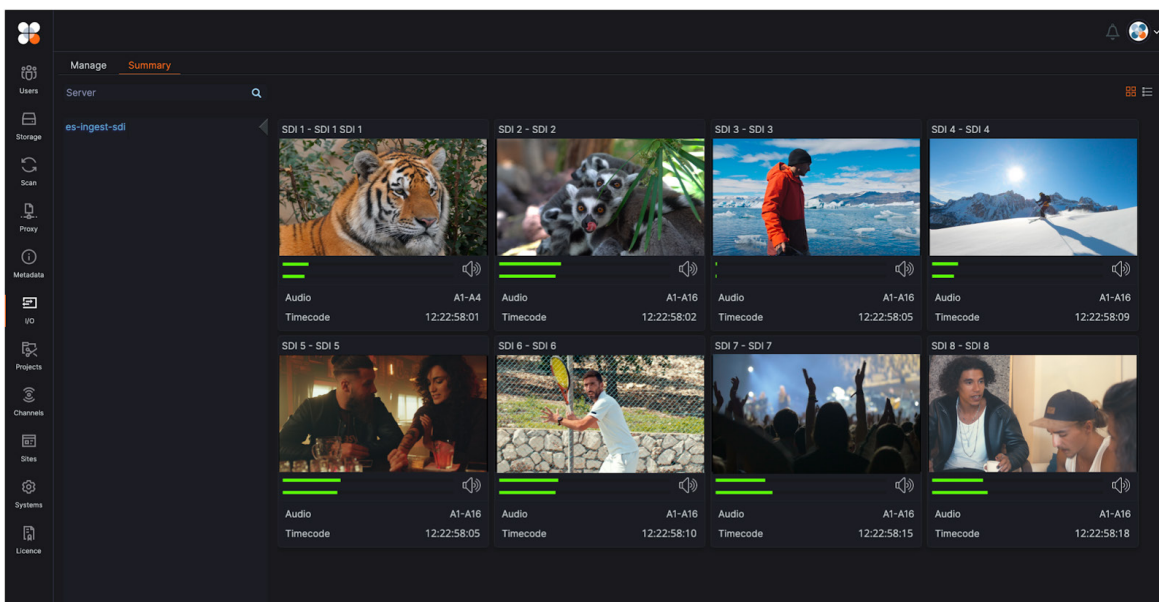 Manage Summary
Users
Server
Storage
es-ingest-sdi
Scan
Proxy
Metadata
I/O
Projects
Channels
Sites
Systems
Licence
SDI 1 - SDI 1 SDI 1
Audio A1-A4
Timecode 12:22:58:01
SDI 2 - SDI 2
Audio A1-A16
Timecode 12:22:58:02
SDI 3 - SDI 3
Audio A1-A16
Timecode 12:22:58:05
SDI 4 - SDI 4
Audio A1-A16
Timecode 12:22:58:09
SDI 5 - SDI 5
Audio A1-A16
Timecode 12:22:58:05
SDI 6 - SDI 6
Audio A1-A16
Timecode 12:22:58:10
SDI 7 - SDI 7
Audio A1-A16
Timecode 12:22:58:15
SDI 8 - SDI 8
Audio A1-A16
Timecode 12:22:58:18